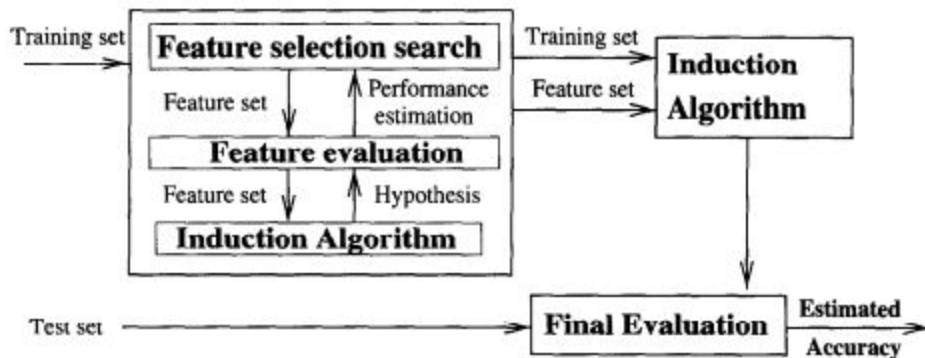 Training set
Feature selection search
Feature set
Performance
estimation
Feature evaluation
Feature set
Hypothesis
Induction Algorithm
Training set
Feature set
Induction
Algorithm
Test set
Final Evaluation
Estimated
Accuracy